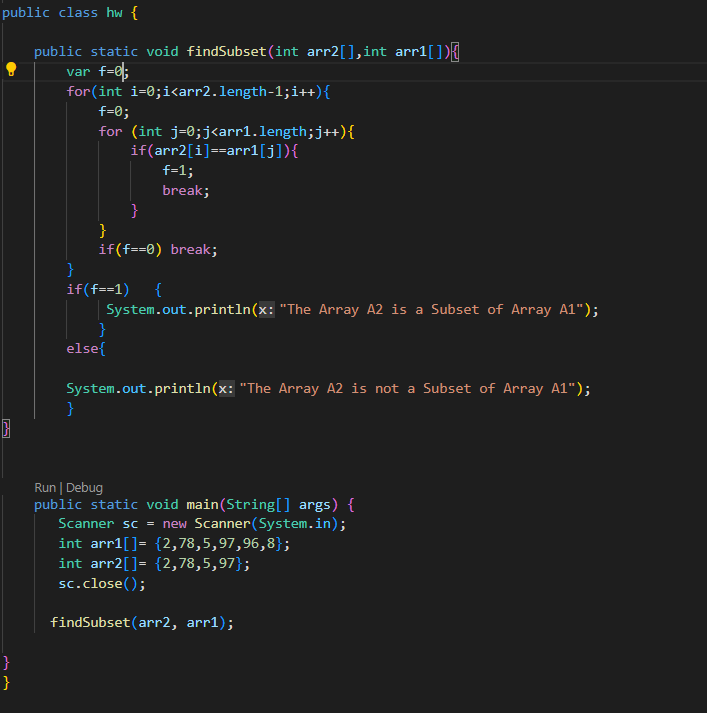 public class hw {
public static void findSubset(int arr2[],int arr1[]){
var f=0;
for(int i=0;i<arr2.length-1;i++){
f=0;
for (int j=0;j<arr1.length;j++){
if(arr2[i]==arr1[j]){
f=1;
break;
}
}
if(f==0) break;
}
if(f==1)   {
System.out.println(x: "The Array A2 is a Subset of Array A1");
}
else{
System.out.println(x: "The Array A2 is not a Subset of Array A1");
}
}
Run | Debug
public static void main(String[] args) {
Scanner sc = new Scanner(System.in);
int arr1[]= {2,78,5,97,96,8};
int arr2[]= {2,78,5,97};
sc.close();
findSubset(arr2, arr1);
}
}